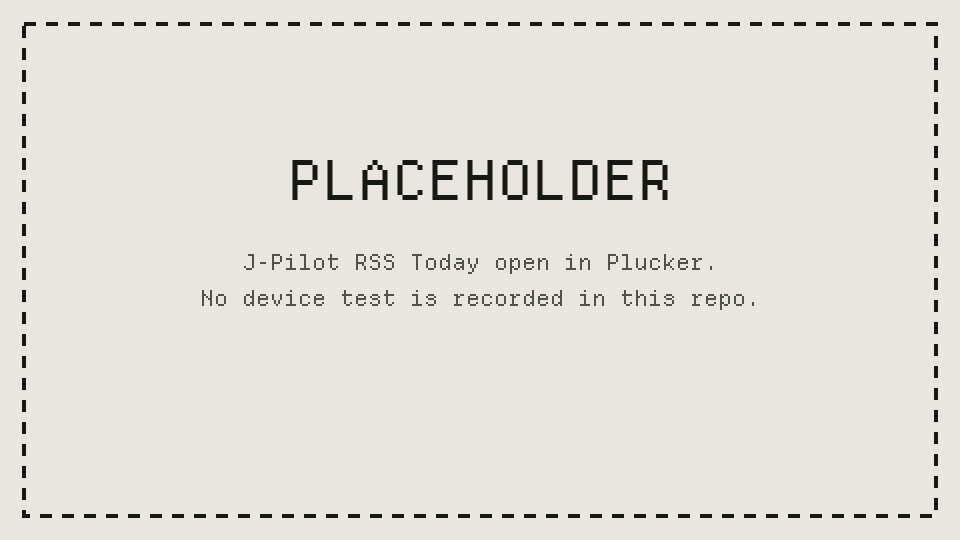 PLACEHOLDER
J-Pilot RSS Today open in Plucker.
No device test is recorded in this repo.